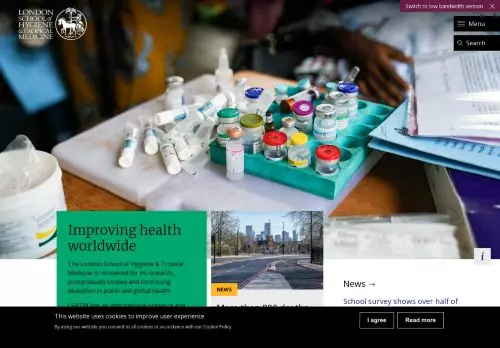 Switch to low bandwidth version ×
LONDON
SCHOOL of
HYGIENE
& TROPICAL
MEDICINE
Menu
Search
Improving health
worldwide
The London School of Hygiene & Tropical
Medicine is renowned for its research,
postgraduate studies and continuing
education in public and global health.
NEWS
News →
School survey shows over half of
i
This website uses cookies to improve user experience
By using our website you consent to all cookies in accordance with our Cookie Policy
I agree
Read more